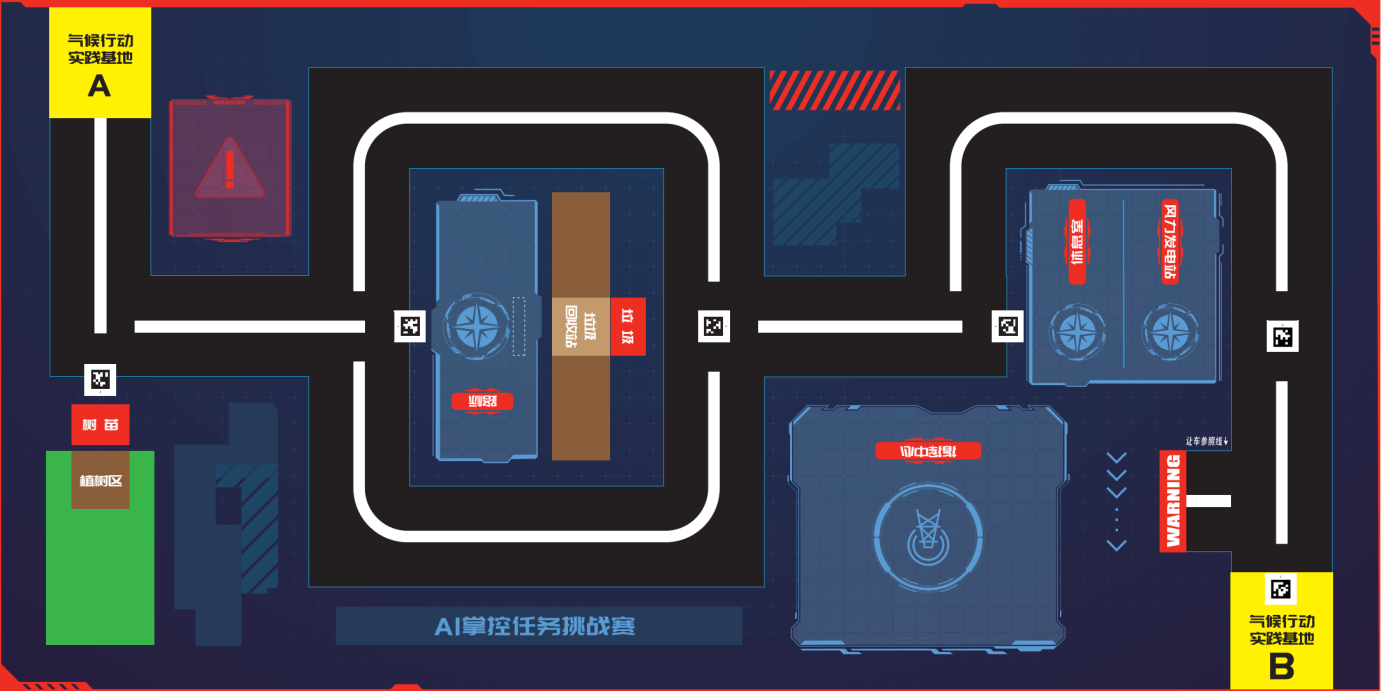 气候行动
实践基地
A
!
风力发电站
路标
垃圾
回收站
垃圾
树苗
植树区
让车参照线
WARNING
AI掌控任务挑战赛
气候行动
实践基地
B